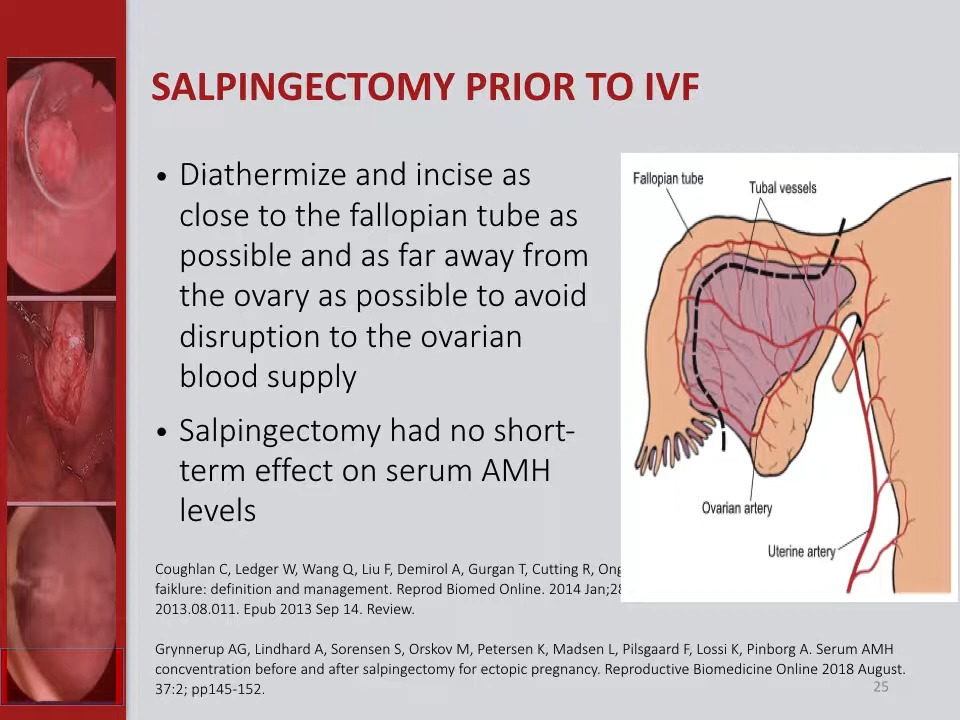 SALPINGECTOMY PRIOR TO IVF
• Diathermize and incise as
close to the fallopian tube as
possible and as far away from
the ovary as possible to avoid
disruption to the ovarian
blood supply
• Salpingectomy had no short-
term effect on serum AMH
levels
Fallopian tube
Tubal vessels
Ovarian artery
Uterine artery
Coughlan C, Ledger W, Wang Q, Liu F, Demirol A, Gurgan T, Cutting R, Ong
faiklure: definition and management. Reprod Biomed Online. 2014 Jan;28
2013.08.011. Epub 2013 Sep 14. Review.
Grynnerup AG, Lindhard A, Sorensen S, Orskov M, Petersen K, Madsen L, Pilsgaard F, Lossi K, Pinborg A. Serum AMH
concventration before and after salpingectomy for ectopic pregnancy. Reproductive Biomedicine Online 2018 August.
37:2; pp145-152.
25